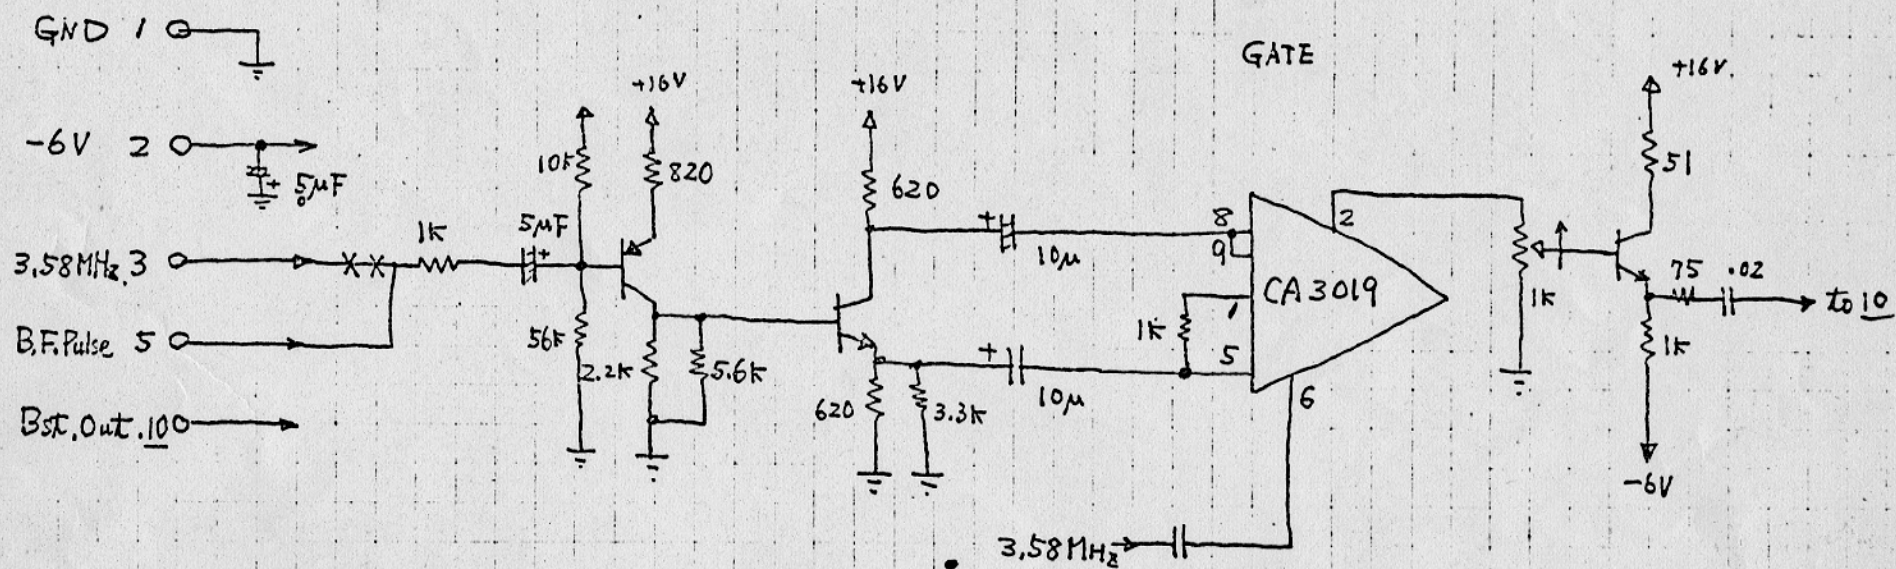 GND 1
-6V 2
+ 5μF
3.58MHz. 3
B.F. Pulse 5
Bst. Out. 10
1K
5μF
+
10K
56K
+16V
820
2.2K
5.6K
+16V
620
620
3.3K
+
10μ
+
10μ
GATE
8
9
2
CA3019
1
1K
5
6
3.58MHz
1K
+16V.
51
75
.02
to 10
1K
-6V